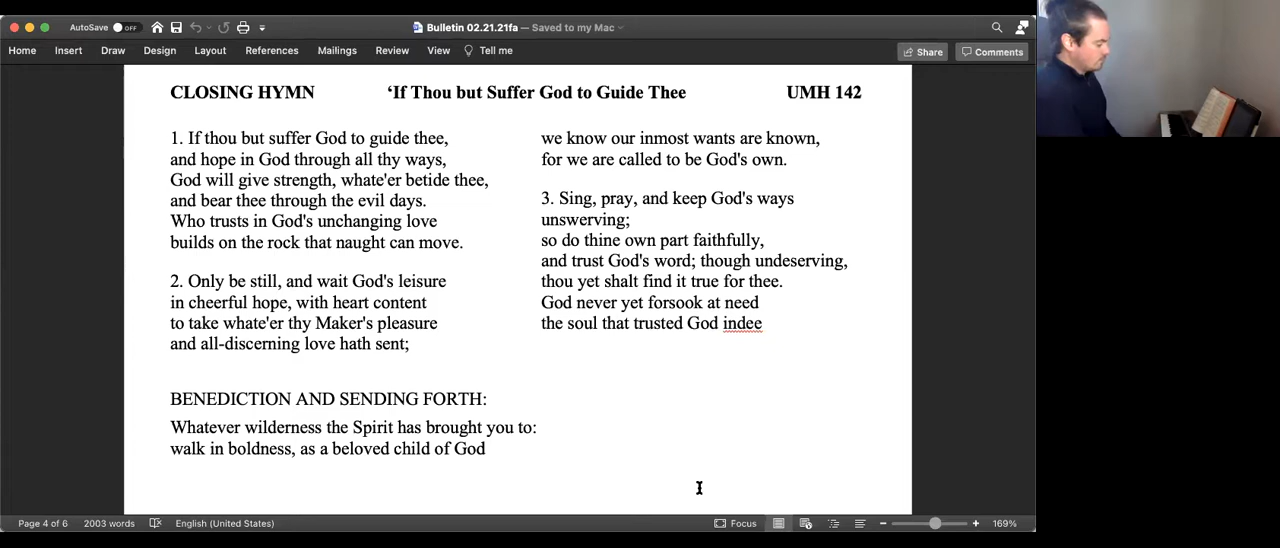 AutoSave OFF
Bulletin 02.21.21fa — Saved to my Mac
Home Insert Draw Design Layout References Mailings Review View Tell me
Share Comments
CLOSING HYMN ‘If Thou but Suffer God to Guide Thee UMH 142
1. If thou but suffer God to guide thee,
and hope in God through all thy ways,
God will give strength, whate'er betide thee,
and bear thee through the evil days.
Who trusts in God's unchanging love
builds on the rock that naught can move.
2. Only be still, and wait God's leisure
in cheerful hope, with heart content
to take whate'er thy Maker's pleasure
and all-discerning love hath sent;
we know our inmost wants are known,
for we are called to be God's own.
3. Sing, pray, and keep God's ways
unswerving;
so do thine own part faithfully,
and trust God's word; though undeserving,
thou yet shalt find it true for thee.
God never yet forsook at need
the soul that trusted God indee
BENEDICTION AND SENDING FORTH:
Whatever wilderness the Spirit has brought you to:
walk in boldness, as a beloved child of God
Page 4 of 6 2003 words English (United States) Focus 169%